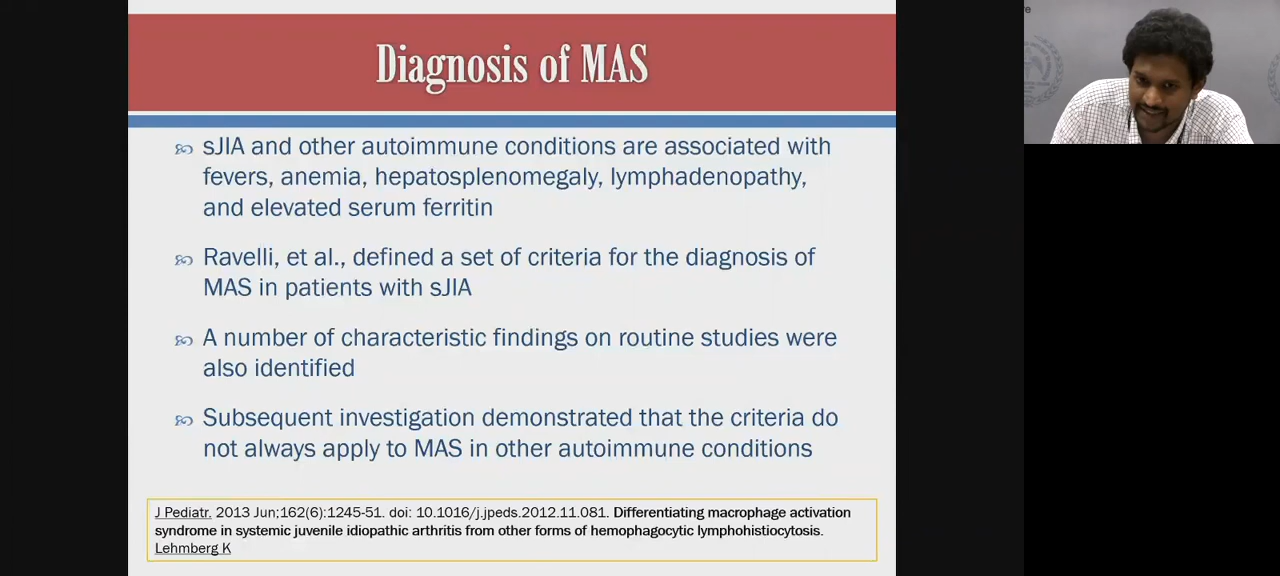 Diagnosis of MAS
sJIA and other autoimmune conditions are associated with
fevers, anemia, hepatosplenomegaly, lymphadenopathy,
and elevated serum ferritin
Ravelli, et al., defined a set of criteria for the diagnosis of
MAS in patients with sJIA
A number of characteristic findings on routine studies were
also identified
Subsequent investigation demonstrated that the criteria do
not always apply to MAS in other autoimmune conditions
J Pediatr. 2013 Jun;162(6):1245-51. doi: 10.1016/j.jpeds.2012.11.081. Differentiating macrophage activation
syndrome in systemic juvenile idiopathic arthritis from other forms of hemophagocytic lymphohistiocytosis.
Lehmberg K